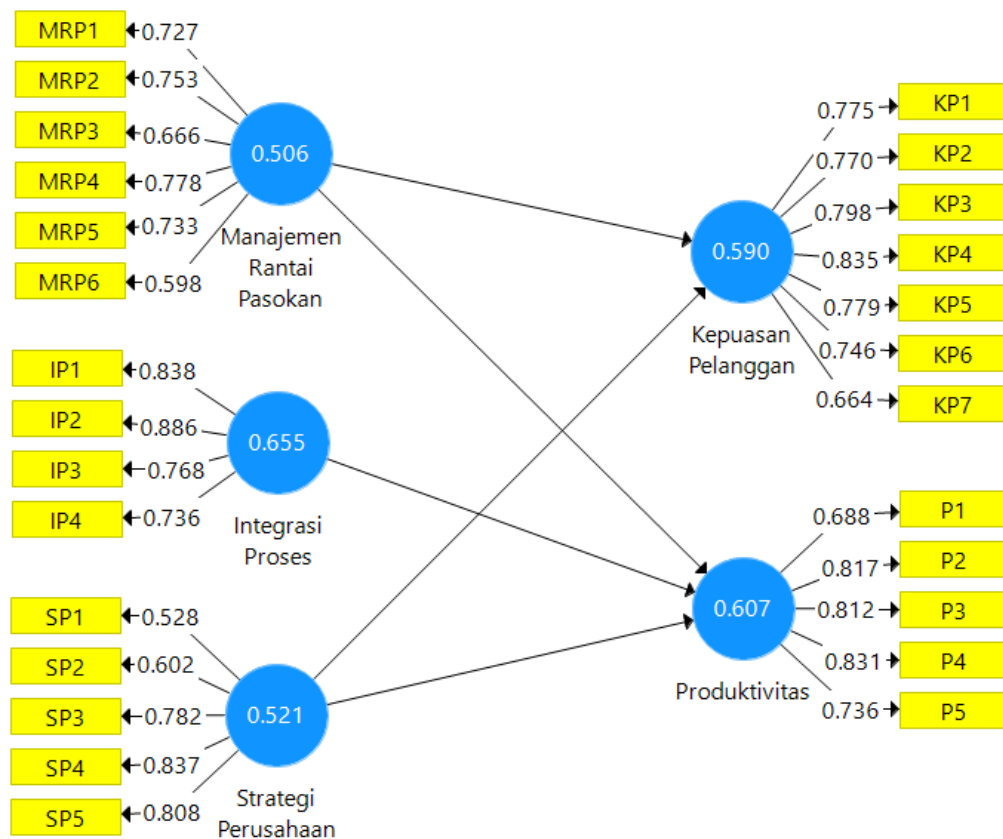 MRP1
0.727
MRP2
0.753
MRP3
0.666
MRP4
0.778
MRP5
0.733
MRP6
0.598
0.506
Manajemen
Rantai
Pasokan
IP1
0.838
IP2
0.886
IP3
0.768
IP4
0.736
0.655
Integrasi
Proses
SP1
0.528
SP2
0.602
SP3
0.782
SP4
0.837
SP5
0.808
0.521
Strategi
Perusahaan
0.590
Kepuasan
Pelanggan
0.775
KP1
0.770
KP2
0.798
KP3
0.835
KP4
0.779
KP5
0.746
KP6
0.664
KP7
0.607
Produktivitas
0.688
P1
0.817
P2
0.812
P3
0.831
P4
0.736
P5